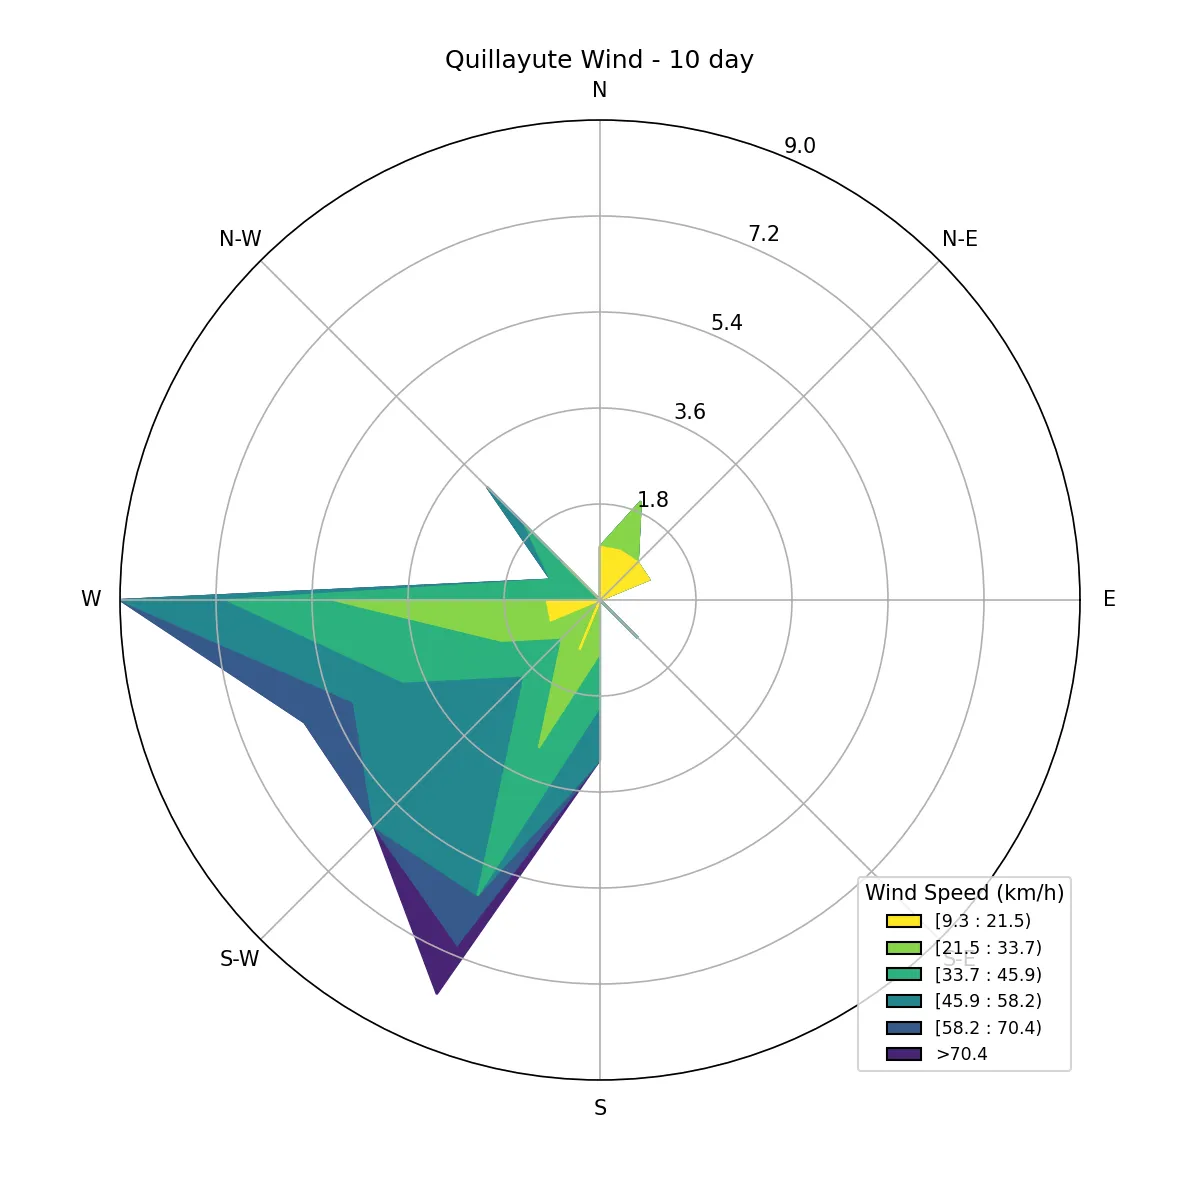 Quillayute Wind - 10 day
N
9.0
N-W
7.2
N-E
5.4
3.6
1.8
W
E
S-W
S-E
S
Wind Speed (km/h)
[9.3 : 21.5)
[21.5 : 33.7)
[33.7 : 45.9)
[45.9 : 58.2)
[58.2 : 70.4)
>70.4